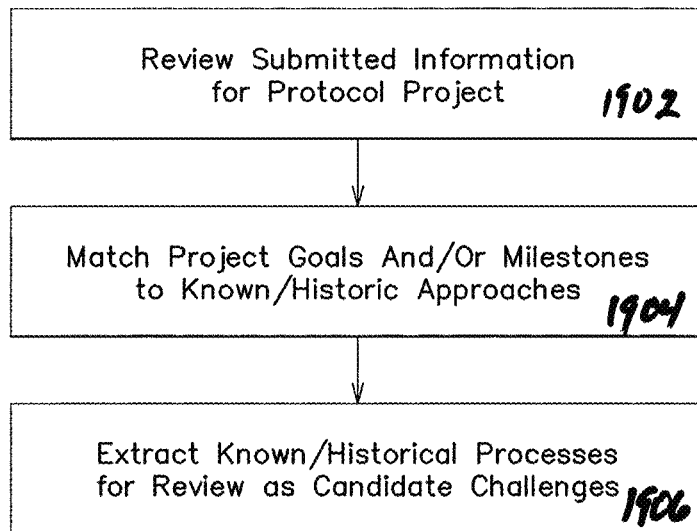 Review Submitted Information
for Protocol Project
1902
Match Project Goals And/Or Milestones
to Known/Historic Approaches
1904
Extract Known/Historical Processes
for Review as Candidate Challenges
1906